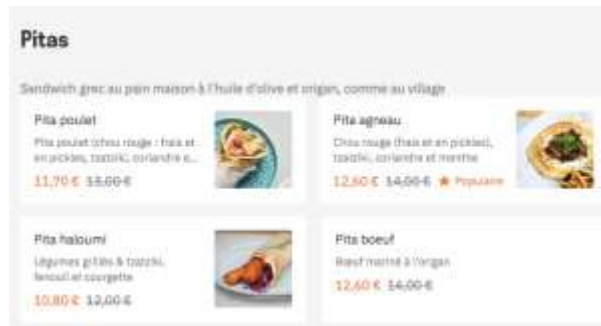 Pitas
Sandwich grec au pain maison à l'huile d'olive et origan, comme au village
Pita poulet
Pita poulet (chou rouge : frais et
en pickles, tzatziki, coriandre e...
11,70 € 13,00 €
Pita agneau
Chou rouge (frais et en pickles),
tzatziki, coriandre et menthe
12,60 € 14,00 € Populaire
Pita haloumi
Légumes grillés & tzatziki,
fenouil et courgette
10,80 € 12,00 €
Pita boeuf
Bœuf mariné à l'origan
12,60 € 14,00 €